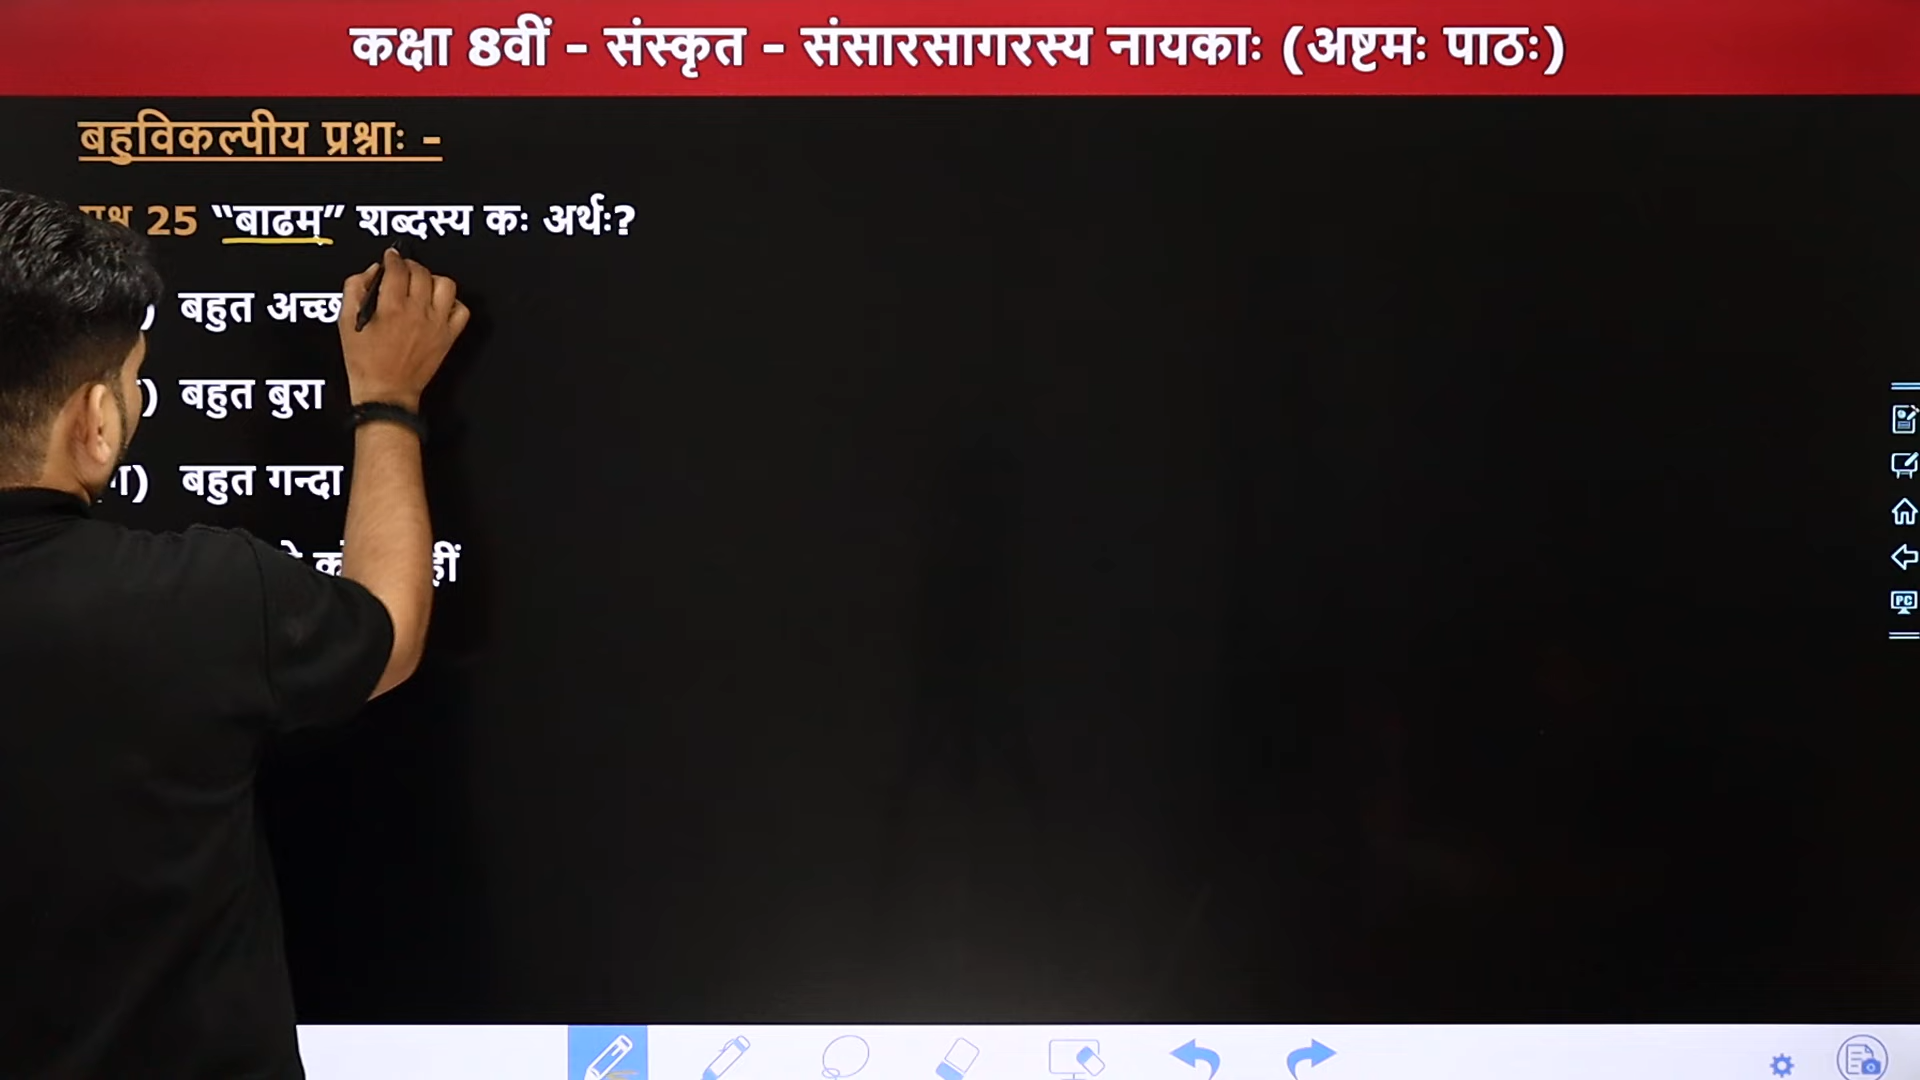 कक्षा 8वीं - संस्कृत - संसारसागरस्य नायकाः (अष्टमः पाठः)
बहुविकल्पीय प्रश्नाः -
25 “बाढम्” शब्दस्य कः अर्थः?
) बहुत अच्छ
) बहुत बुरा
ग) बहुत गन्दा
PC